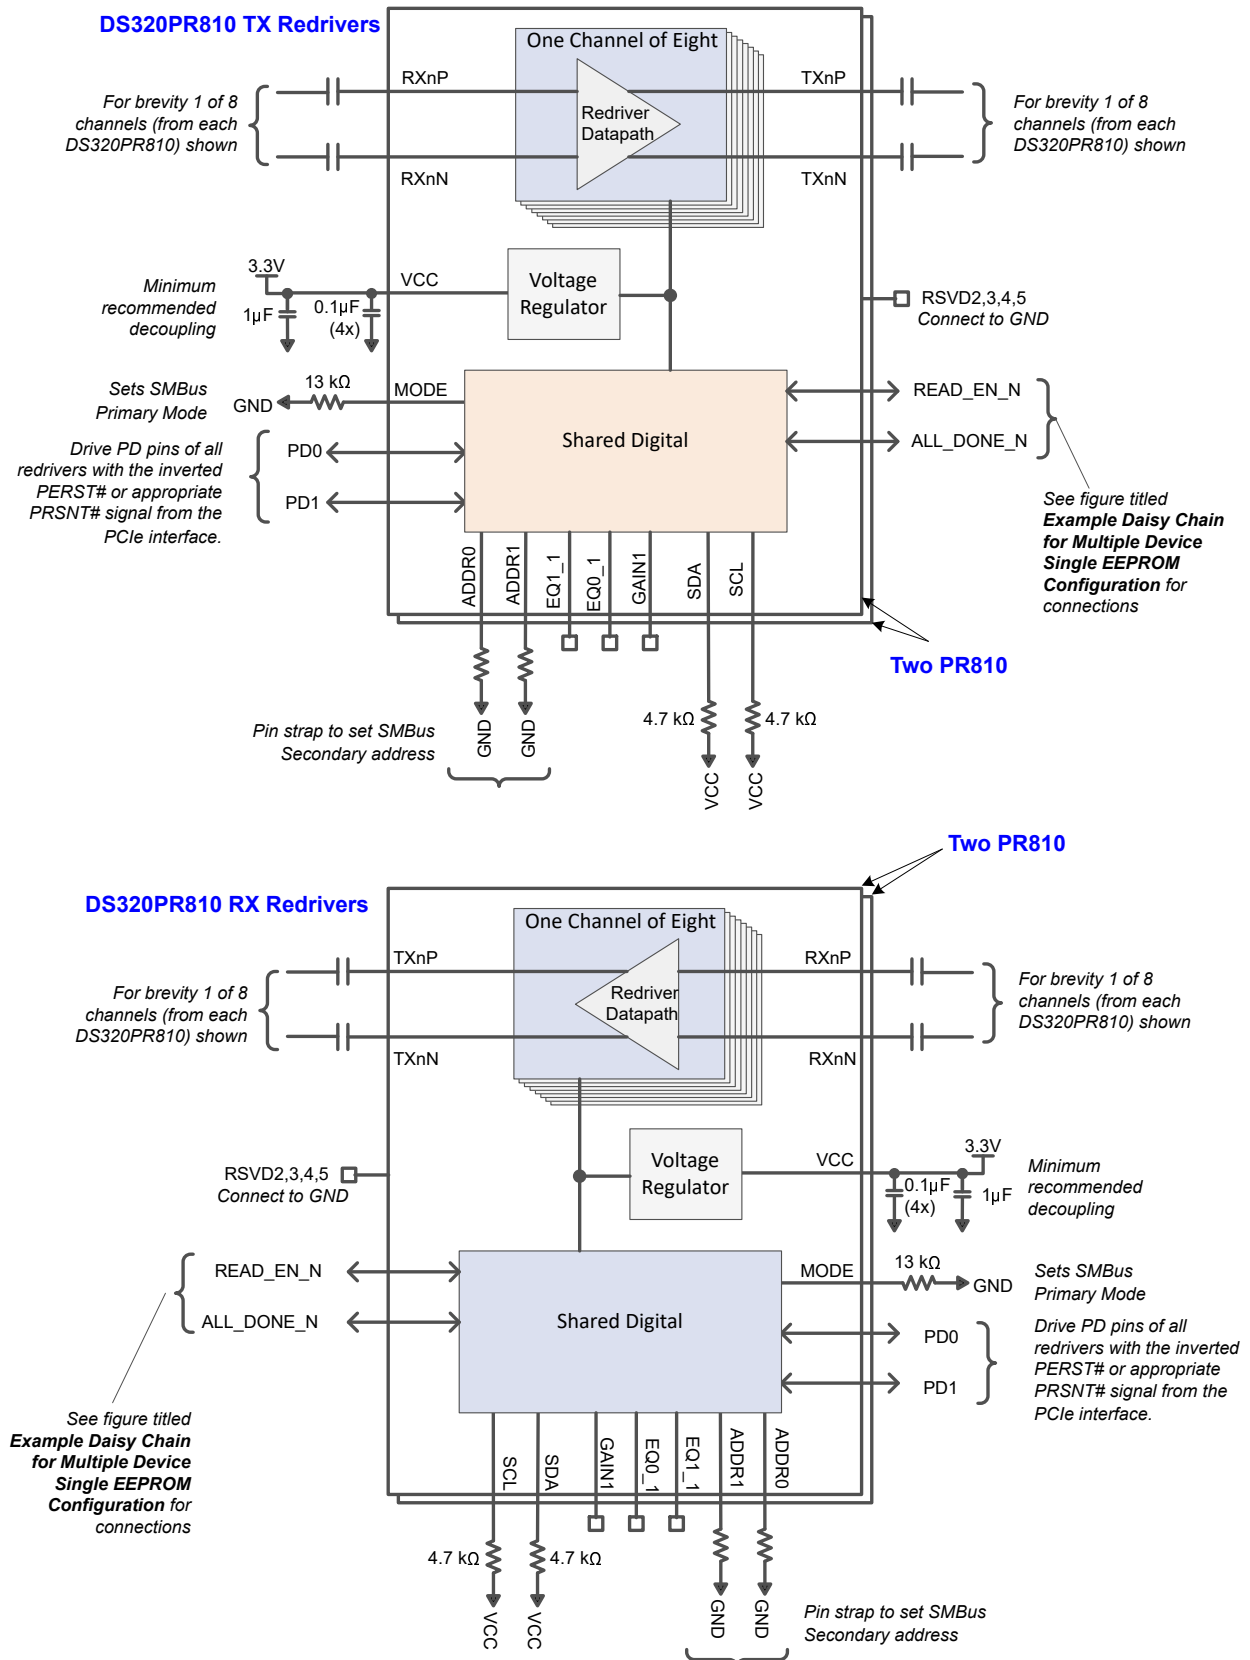 DS320PR810 TX Redrivers
One Channel of Eight
RXnP
TXnP
For brevity 1 of 8
channels (from each
DS320PR810) shown
Redriver
Datapath
For brevity 1 of 8
channels (from each
DS320PR810) shown
RXnN
TXnN
Minimum
recommended
decoupling
3.3V
1µF
0.1µF
(4x)
VCC
Voltage
Regulator
RSVD2,3,4,5
Connect to GND
Sets SMBus
Primary Mode
GND
13 kΩ
MODE
READ_EN_N
Shared Digital
ALL_DONE_N
Drive PD pins of all
redrivers with the inverted
PERST# or appropriate
PRSNT# signal from the
PCIe interface.
PD0
PD1
See figure titled
Example Daisy Chain
for Multiple Device
Single EEPROM
Configuration for
connections
ADDR0
ADDR1
EQ1_1
EQ0_1
GAIN1
SDA
SCL
Two PR810
4.7 kΩ
4.7 kΩ
Pin strap to set SMBus
Secondary address
GND
GND
VCC
VCC
Two PR810
DS320PR810 RX Redrivers
One Channel of Eight
TXnP
RXnP
For brevity 1 of 8
channels (from each
DS320PR810) shown
Redriver
Datapath
For brevity 1 of 8
channels (from each
DS320PR810) shown
TXnN
RXnN
RSVD2,3,4,5
Connect to GND
Voltage
Regulator
VCC
3.3V
0.1µF
(4x)
1µF
Minimum
recommended
decoupling
READ_EN_N
ALL_DONE_N
Shared Digital
MODE
13 kΩ
GND
Sets SMBus
Primary Mode
PD0
PD1
Drive PD pins of all
redrivers with the inverted
PERST# or appropriate
PRSNT# signal from the
PCIe interface.
See figure titled
Example Daisy Chain
for Multiple Device
Single EEPROM
Configuration for
connections
SCL
SDA
GAIN1
EQ0_1
EQ1_1
ADDR1
ADDR0
4.7 kΩ
4.7 kΩ
VCC
VCC
GND
GND
Pin strap to set SMBus
Secondary address